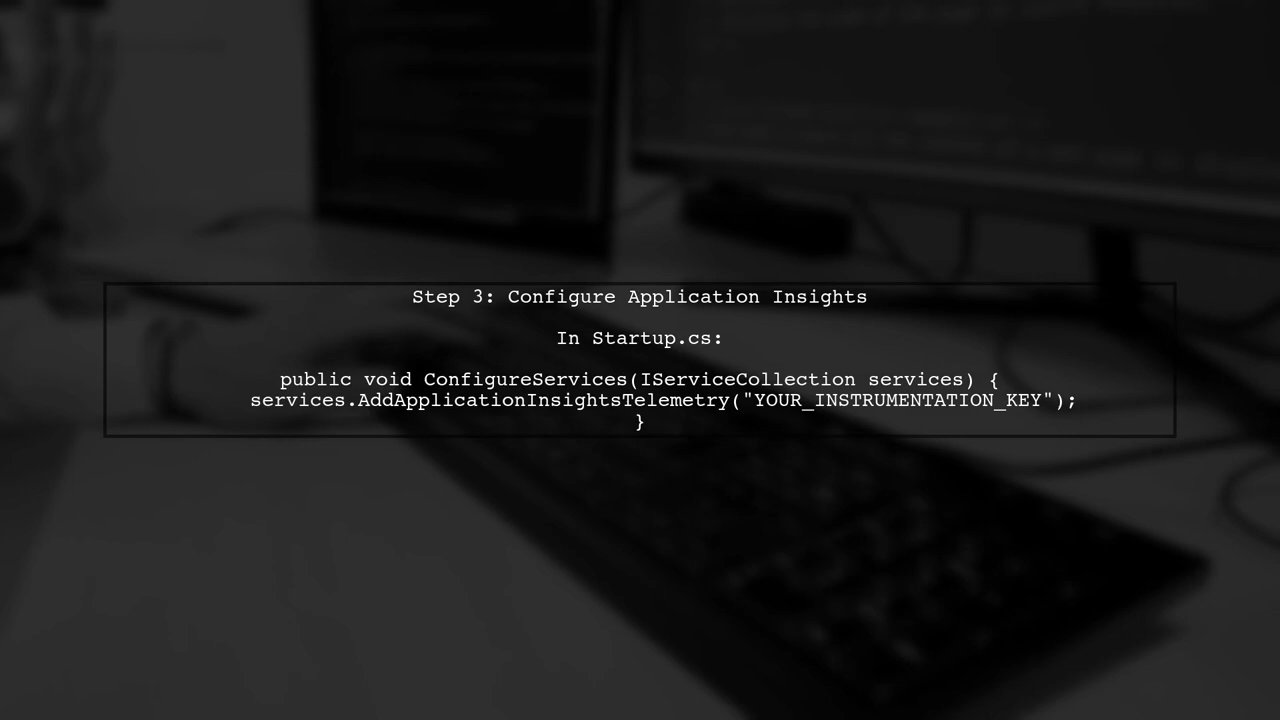 Step 3: Configure Application Insights
In Startup.cs:
public void ConfigureServices(IServiceCollection services) {
services.AddApplicationInsightsTelemetry("YOUR_INSTRUMENTATION_KEY");
}